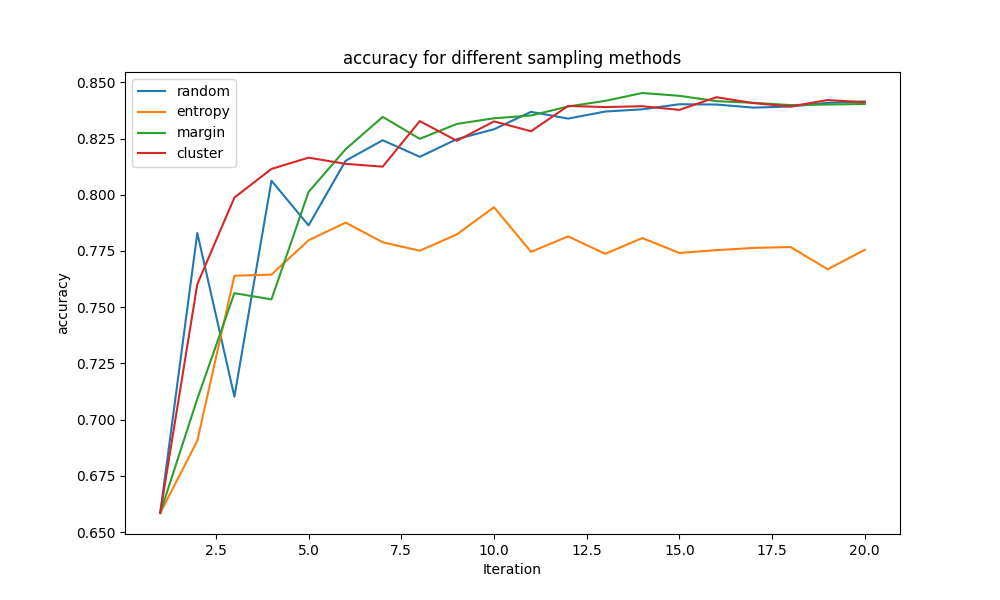 accuracy for different sampling methods
random
entropy
margin
cluster
accuracy
0.850
0.825
0.800
0.775
0.750
0.725
0.700
0.675
0.650
2.5 5.0 7.5 10.0 12.5 15.0 17.5 20.0
Iteration